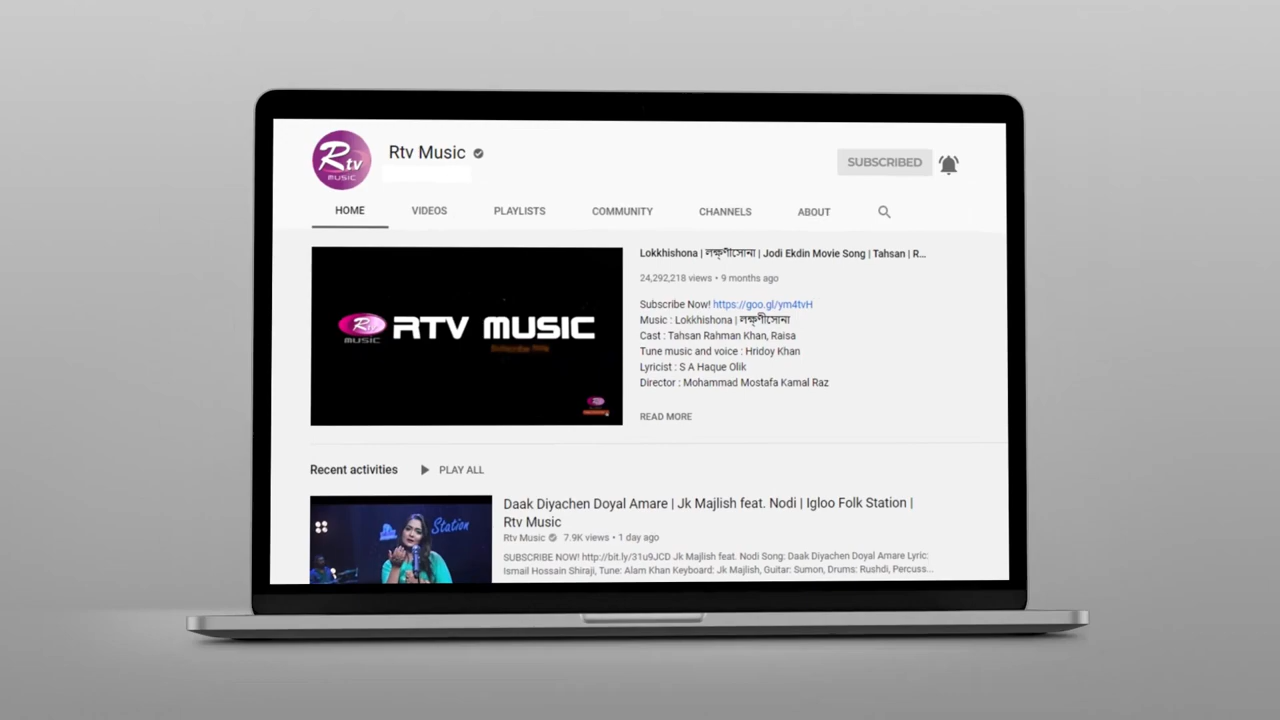 Rtv
MUSIC
Rtv Music
SUBSCRIBED
HOME
VIDEOS
PLAYLISTS
COMMUNITY
CHANNELS
ABOUT
Rtv
MUSIC
RTV MUSIC
Lokkhishona | লক্ষ্ণীসোনা | Jodi Ekdin Movie Song | Tahsan | R...
24,292,218 views • 9 months ago
Subscribe Now! https://goo.gl/ym4tvH
Music : Lokkhishona | লক্ষ্ণীসোনা
Cast : Tahsan Rahman Khan, Raisa
Tune music and voice : Hridoy Khan
Lyricist : S A Haque Olik
Director : Mohammad Mostafa Kamal Raz
READ MORE
Recent activities
PLAY ALL
Station
Daak Diyachen Doyal Amare | Jk Majlish feat. Nodi | Igloo Folk Station |
Rtv Music
Rtv Music 7.9K views • 1 day ago
SUBSCRIBE NOW! http://bit.ly/31u9JCD Jk Majlish feat. Nodi Song: Daak Diyachen Doyal Amare Lyric:
Ismail Hossain Shiraji, Tune: Alam Khan Keyboard: Jk Majlish, Guitar: Sumon, Drums: Rushdi, Percuss...